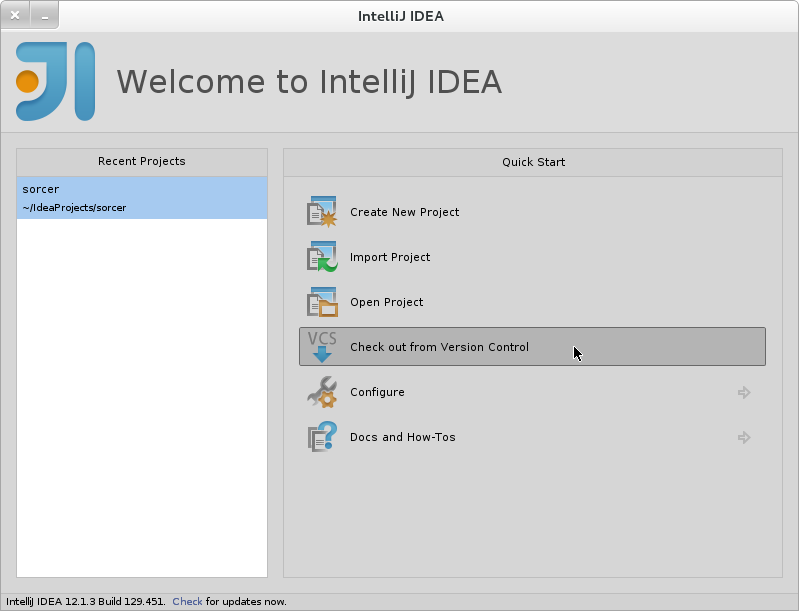 IntelliJ IDEA
Welcome to IntelliJ IDEA
Recent Projects
sorcer
~/IdeaProjects/sorcer
Quick Start
Create New Project
Import Project
Open Project
VCS
Check out from Version Control
Configure
Docs and How-Tos
IntelliJ IDEA 12.1.3 Build 129.451. Check for updates now.